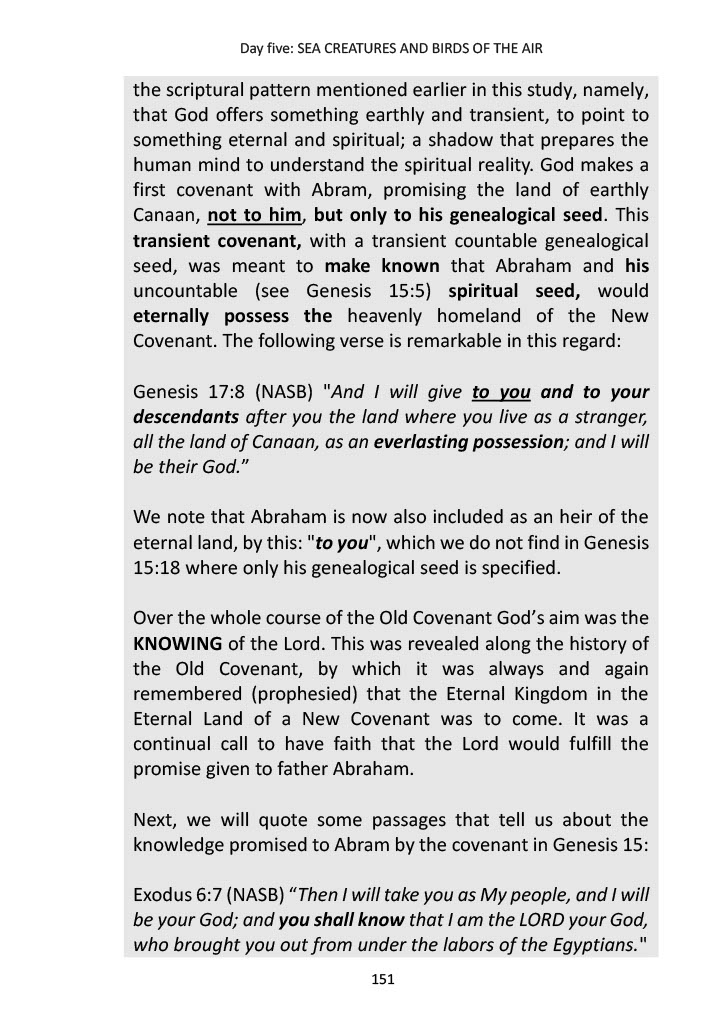 Day five: SEA CREATURES AND BIRDS OF THE AIR
the scriptural pattern mentioned earlier in this study, namely,
that God offers something earthly and transient, to point to
something eternal and spiritual; a shadow that prepares the
human mind to understand the spiritual reality. God makes a
first covenant with Abram, promising the land of earthly
Canaan, not to him, but only to his genealogical seed. This
transient covenant, with a transient countable genealogical
seed, was meant to make known that Abraham and his
uncountable (see Genesis 15:5) spiritual seed, would
eternally possess the heavenly homeland of the New
Covenant. The following verse is remarkable in this regard:
Genesis 17:8 (NASB) "And I will give to you and to your
descendants after you the land where you live as a stranger,
all the land of Canaan, as an everlasting possession; and I will
be their God.”
We note that Abraham is now also included as an heir of the
eternal land, by this: "to you", which we do not find in Genesis
15:18 where only his genealogical seed is specified.
Over the whole course of the Old Covenant God’s aim was the
KNOWING of the Lord. This was revealed along the history of
the Old Covenant, by which it was always and again
remembered (prophesied) that the Eternal Kingdom in the
Eternal Land of a New Covenant was to come. It was a
continual call to have faith that the Lord would fulfill the
promise given to father Abraham.
Next, we will quote some passages that tell us about the
knowledge promised to Abram by the covenant in Genesis 15:
Exodus 6:7 (NASB) “Then I will take you as My people, and I will
be your God; and you shall know that I am the LORD your God,
who brought you out from under the labors of the Egyptians."
151